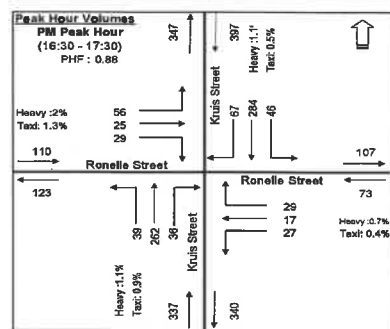 Peak Hour Volumes
PM Peak Hour
(16:30 - 17:30)
PHF : 0.88
347
397
Heavy :1.1%
Taxi: 0.5%
Kruis Street
67
284
46
Heavy :2%
Taxi: 1.3%
56
25
29
110
Ronelle Street
107
123
Ronelle Street
73
39
262
36
Kruis Street
29
17
27
Heavy :0.7%
Taxi: 0.4%
Heavy :1.1%
Taxi: 0.9%
337
340